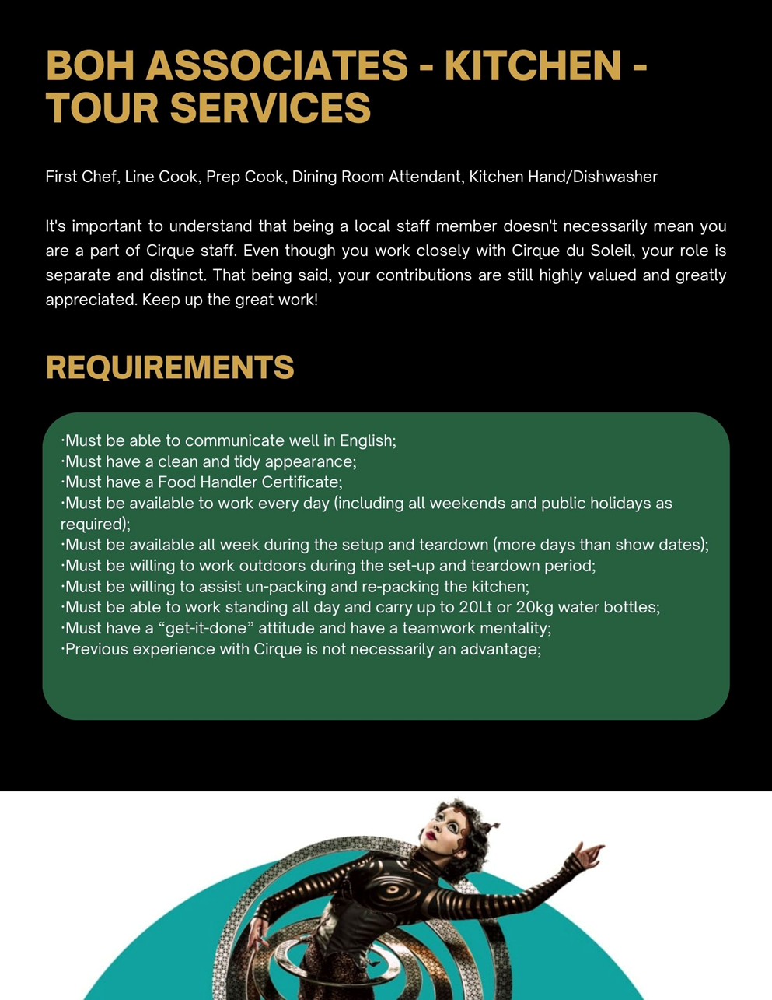 BOH ASSOCIATES - KITCHEN -
TOUR SERVICES
First Chef, Line Cook, Prep Cook, Dining Room Attendant, Kitchen Hand/Dishwasher
It's important to understand that being a local staff member doesn't necessarily mean you
are a part of Cirque staff. Even though you work closely with Cirque du Soleil, your role is
separate and distinct. That being said, your contributions are still highly valued and greatly
appreciated. Keep up the great work!
REQUIREMENTS
·Must be able to communicate well in English;
·Must have a clean and tidy appearance;
·Must have a Food Handler Certificate;
·Must be available to work every day (including all weekends and public holidays as
required);
·Must be available all week during the setup and teardown (more days than show dates);
·Must be willing to work outdoors during the set-up and teardown period;
·Must be willing to assist un-packing and re-packing the kitchen;
·Must be able to work standing all day and carry up to 20Lt or 20kg water bottles;
·Must have a “get-it-done” attitude and have a teamwork mentality;
·Previous experience with Cirque is not necessarily an advantage;